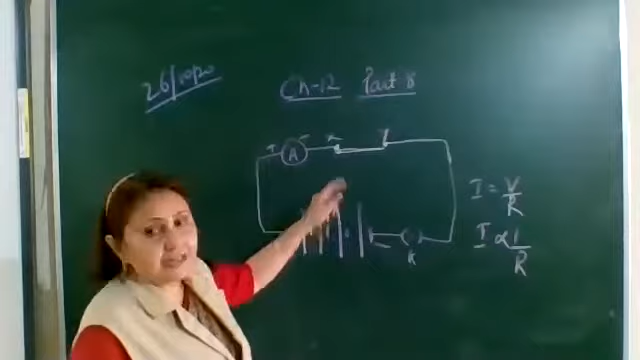 26/10/20
Ch-12 Part 8
+ A - X Y
I = V/R
I ∝ 1/R
K